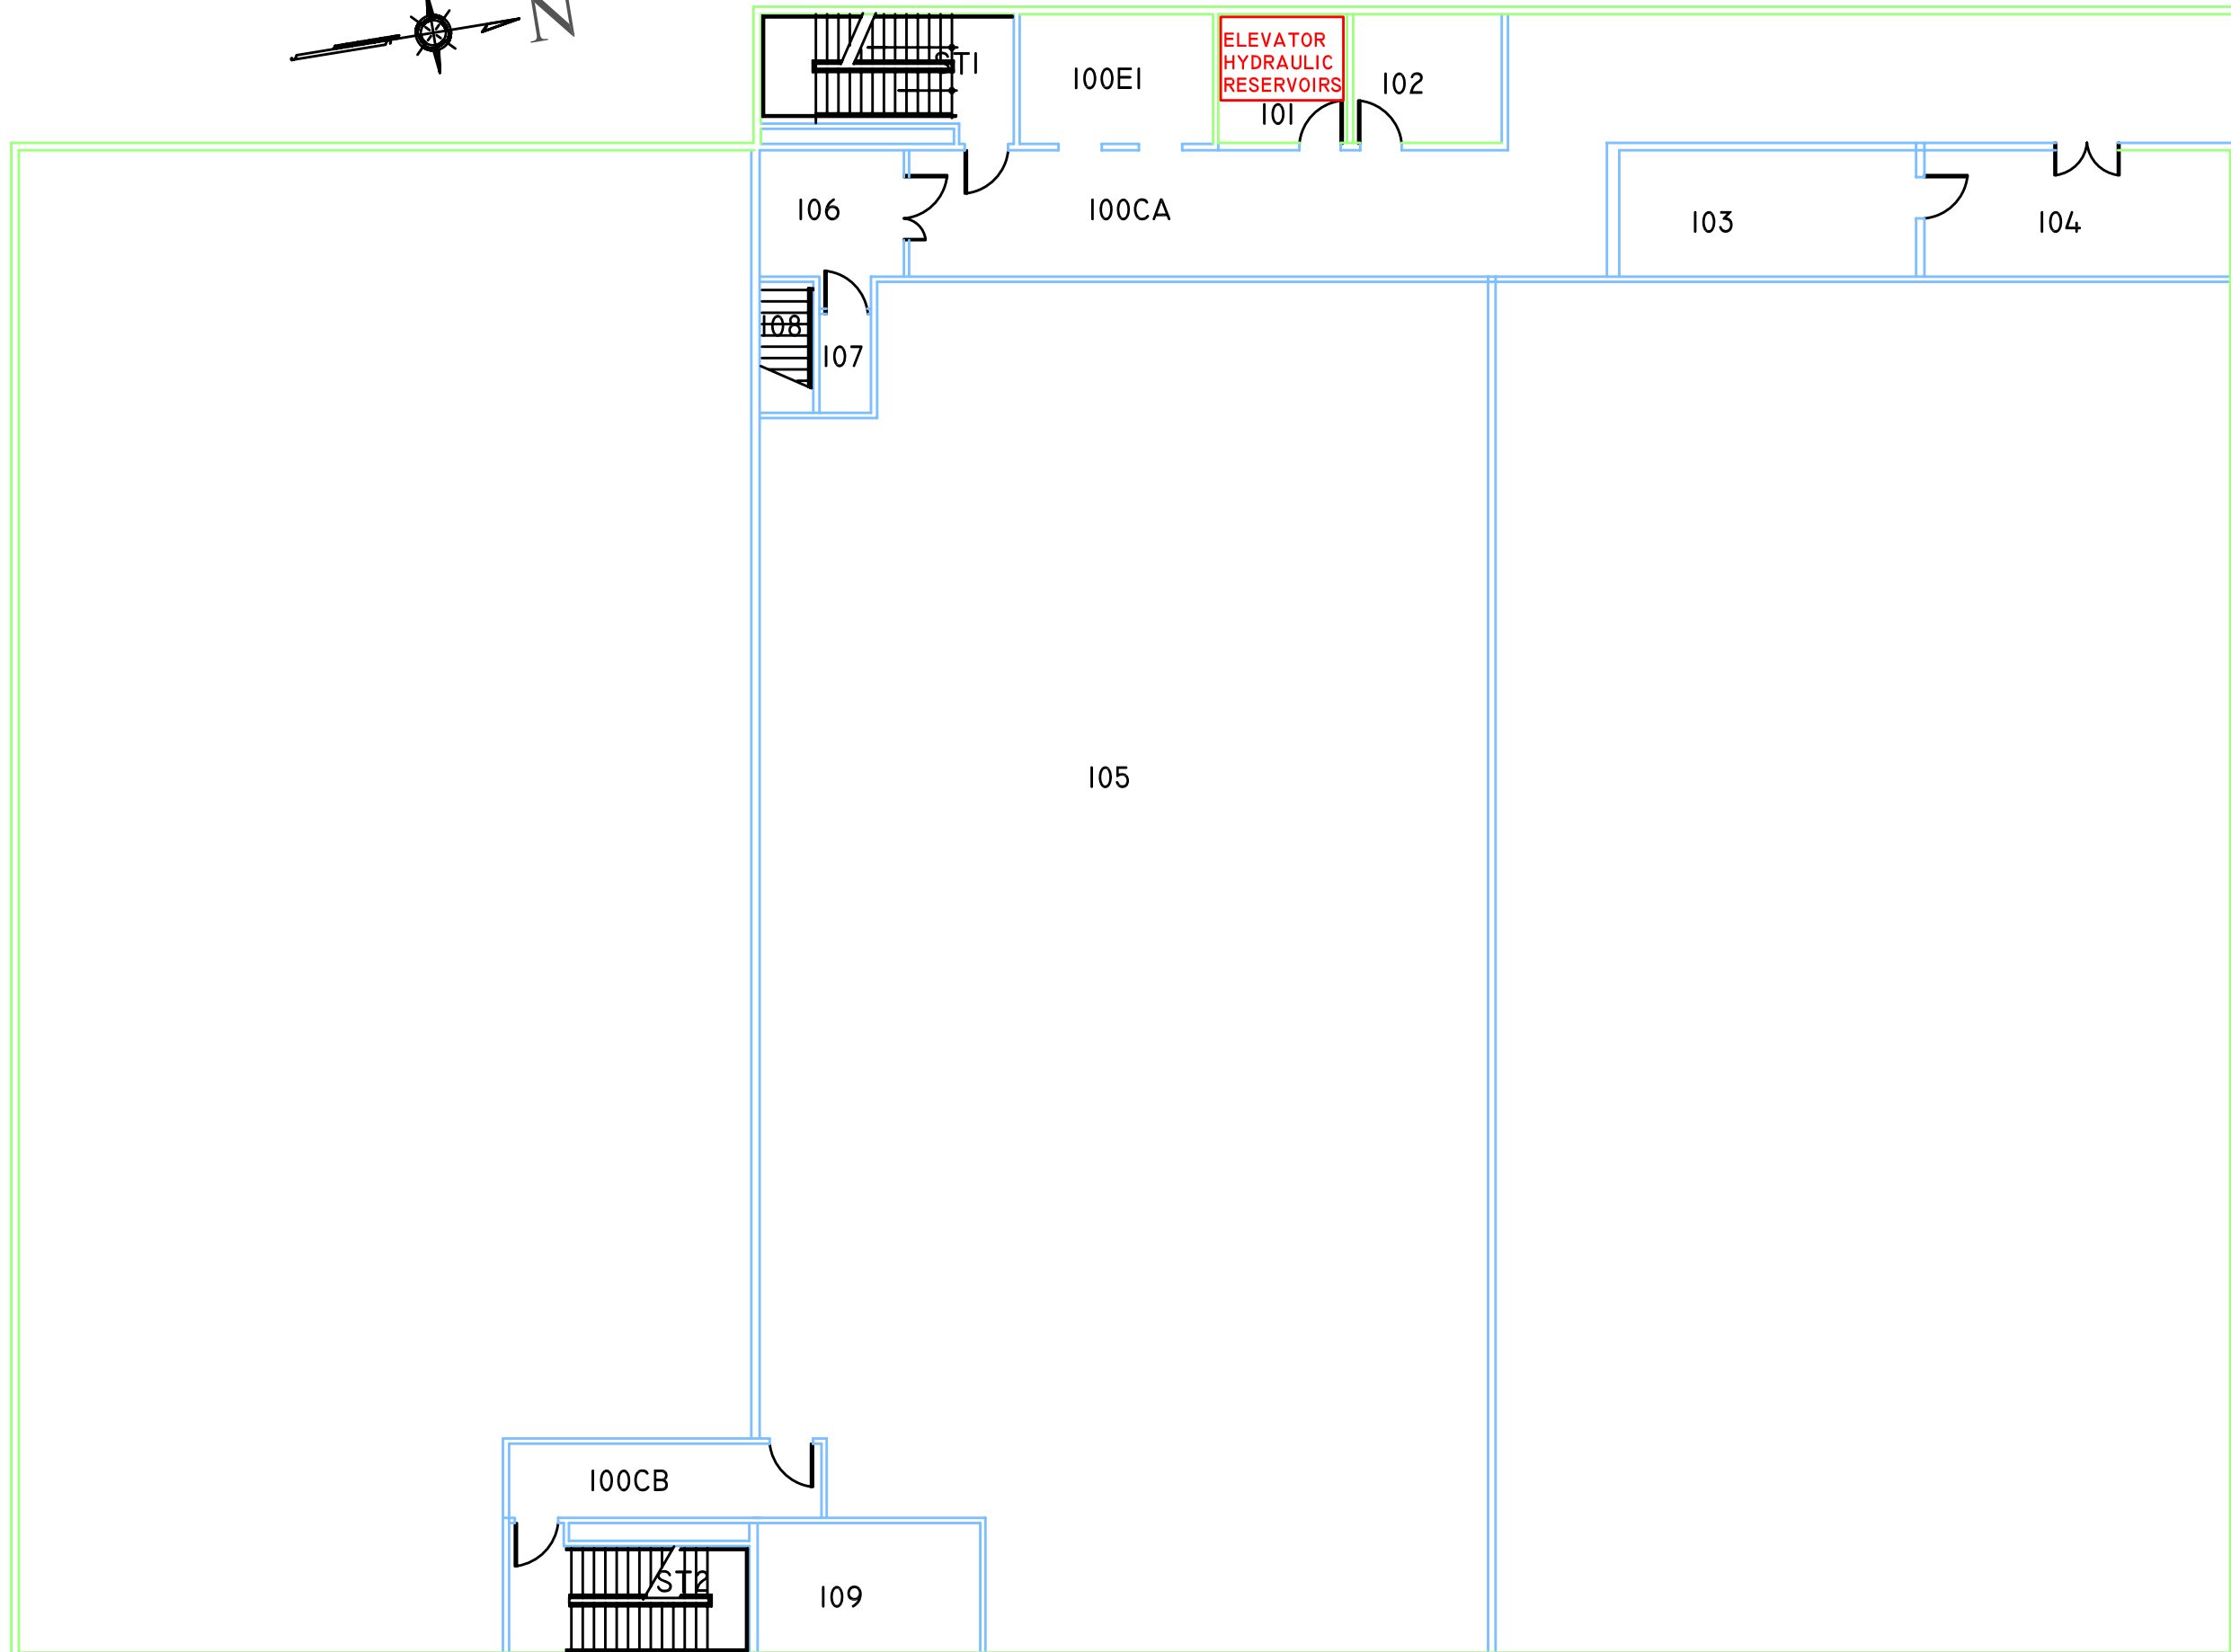 N
ST1
100E1
ELEVATOR
HYDRAULIC
RESERVOIRS
101
102
106
100CA
103
104
108
107
105
100CB
ST2
109